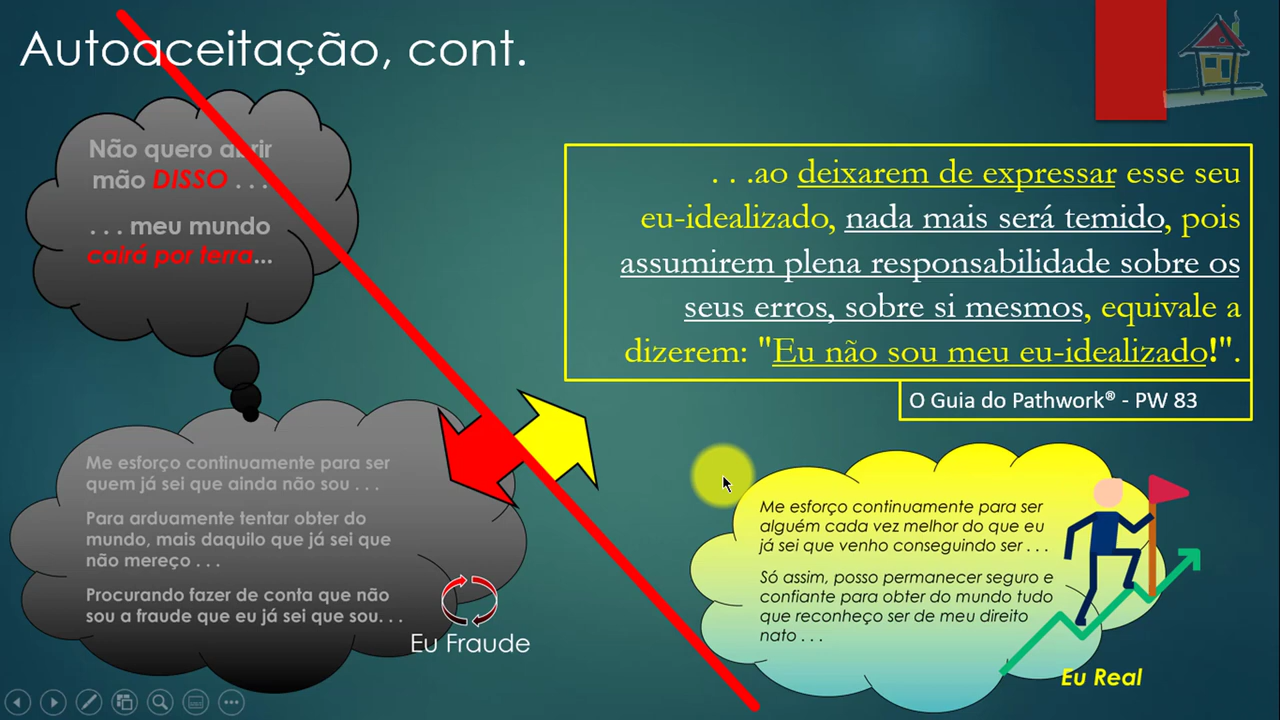 Autoaceitação, cont.
Não quero abrir
mão DISSO . . .
. . . meu mundo
cairá por terra...
. . .ao deixarem de expressar esse seu
eu-idealizado, nada mais será temido, pois
assumirem plena responsabilidade sobre os
seus erros, sobre si mesmos, equivale a
dizerem: "Eu não sou meu eu-idealizado!".
O Guia do Pathwork® - PW 83
Me esforço continuamente para ser
quem já sei que ainda não sou . . .
Para arduamente tentar obter do
mundo, mais daquilo que já sei que
não mereço . . .
Procurando fazer de conta que não
sou a fraude que eu já sei que sou. . .
Eu Fraude
Me esforço continuamente para ser
alguém cada vez melhor do que eu
já sei que venho conseguindo ser . . .
Só assim, posso permanecer seguro e
confiante para obter do mundo tudo
que reconheço ser de meu direito
nato . . .
Eu Real